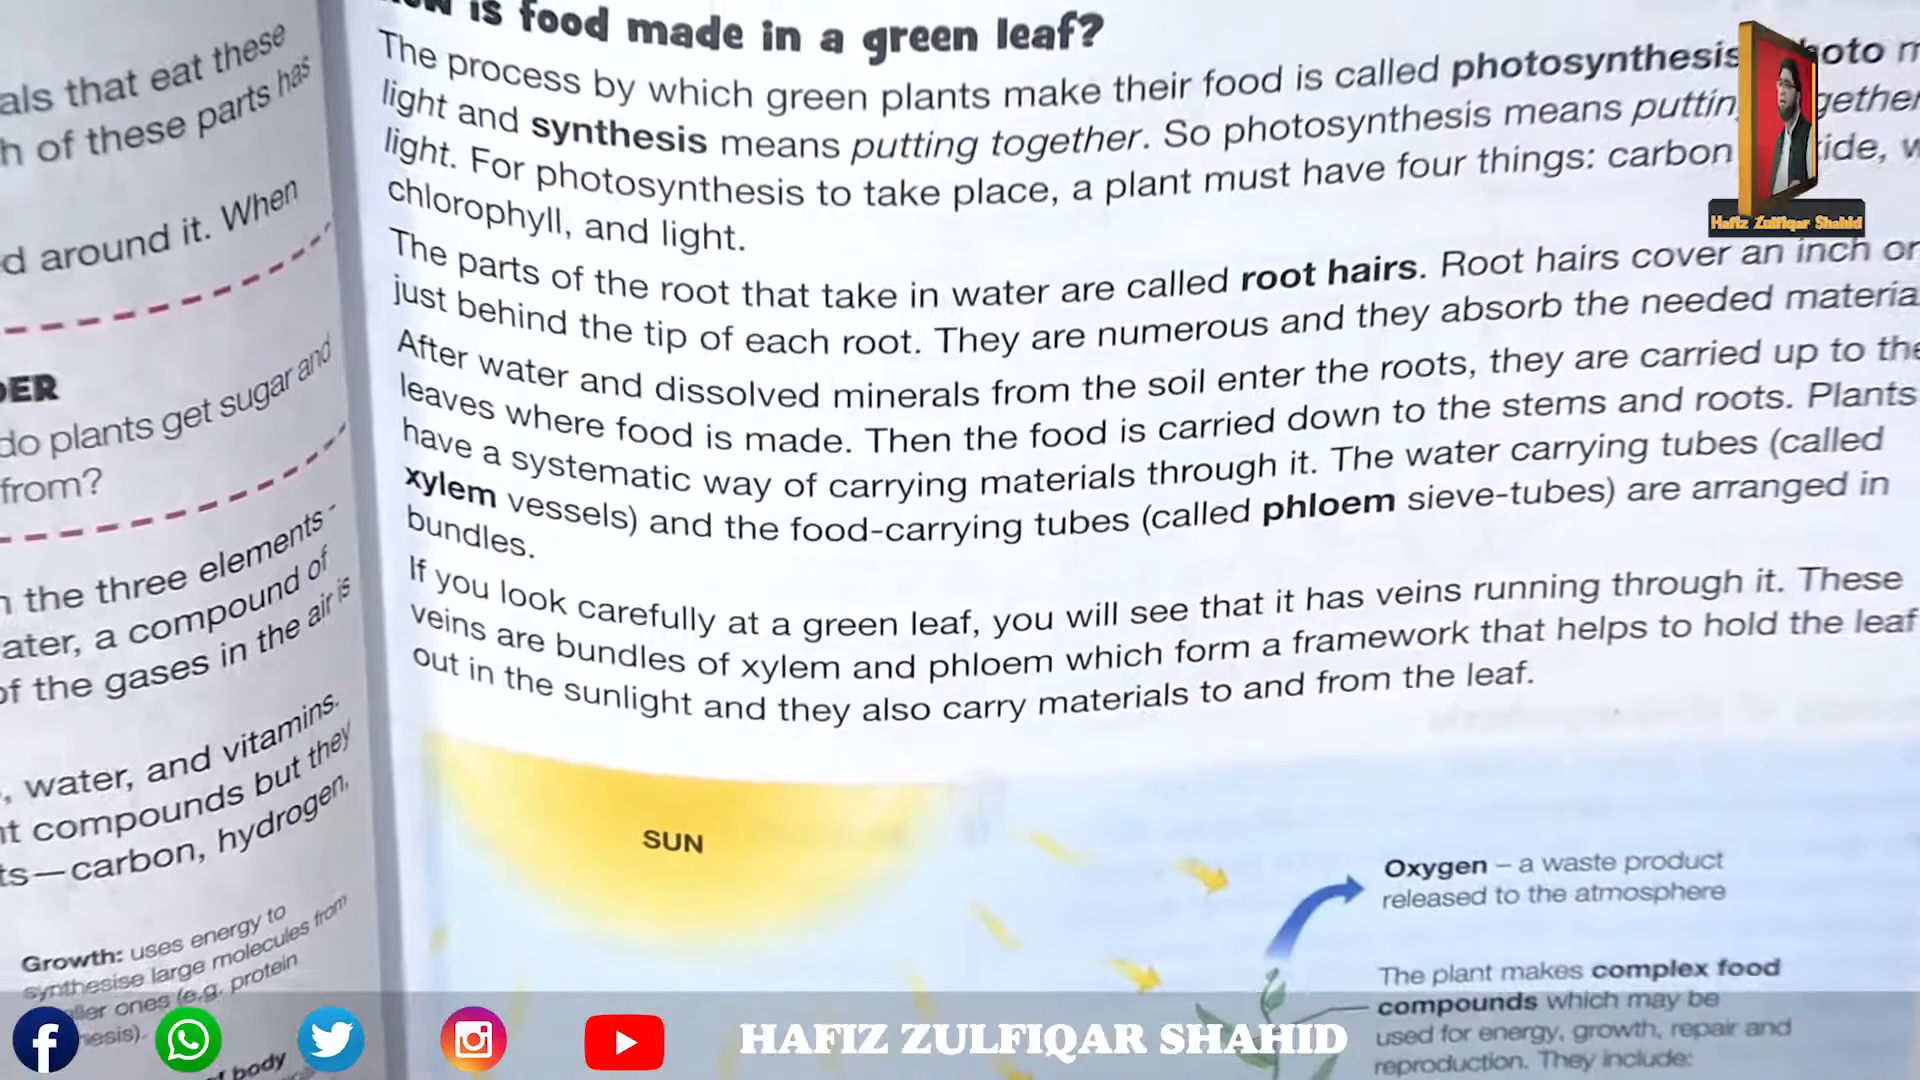 als that eat these
h of these parts has
d around it. When
DER
do plants get sugar and
from?
n the three elements -
ater, a compound of
of the gases in the air is
, water, and vitamins.
nt compounds but they
ts—carbon, hydrogen,
Growth: uses energy to
synthesise large molecules from
ller ones (e.g. protein
nesis).
body
is food made in a green leaf?
The process by which green plants make their food is called photosynthesis
light and synthesis means putting together. So photosynthesis means
light. For photosynthesis to take place, a plant must have four things: carbon
chlorophyll, and light.
The parts of the root that take in water are called root hairs. Root hairs cover an inch or
just behind the tip of each root. They are numerous and they absorb the needed
After water and dissolved minerals from the soil enter the roots, they are carried up to the
leaves where food is made. Then the food is carried down to the stems and roots. Plants
have a systematic way of carrying materials through it. The water carrying tubes (called
xylem vessels) and the food-carrying tubes (called phloem sieve-tubes) are arranged in
bundles.
If you look carefully at a green leaf, you will see that it has veins running through it. These
veins are bundles of xylem and phloem which form a framework that helps to hold the leaf
out in the sunlight and they also carry materials to and from the leaf.
SUN
Oxygen – a waste product
released to the atmosphere
The plant makes complex food
compounds which may be
used for energy, growth, repair and
reproduction. They include:
Hafiz Zulfiqar Shahid
HAFIZ ZULFIQAR SHAHID